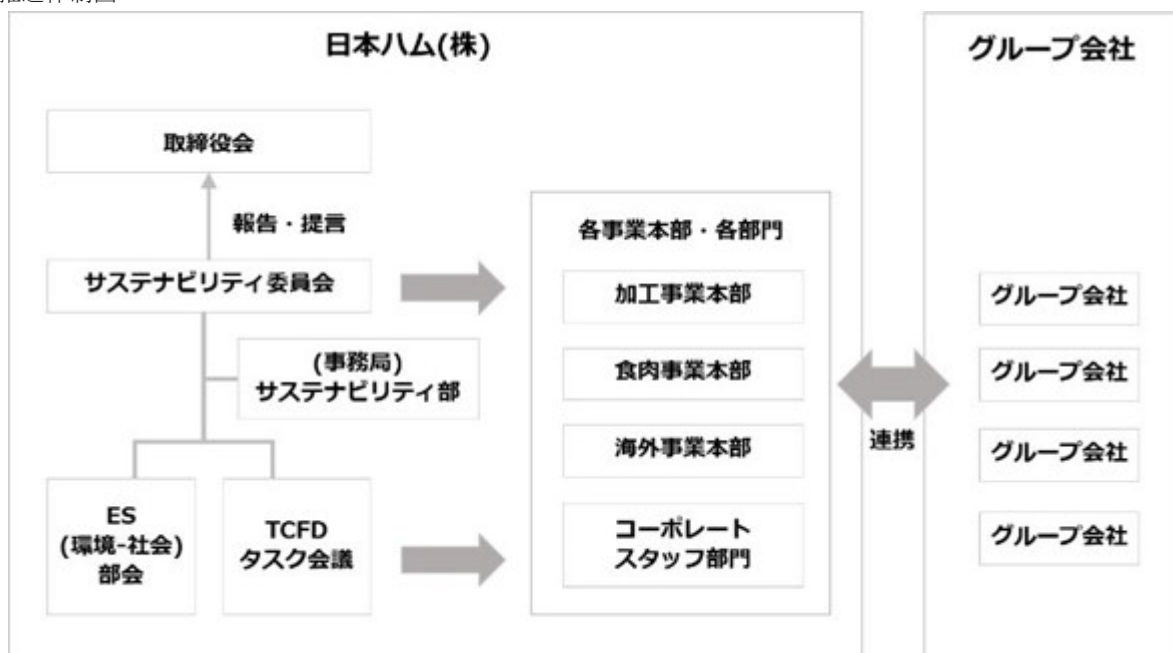 日本ハム(株)
取締役会
報告・提言
サステナビリティ委員会
(事務局)
サステナビリティ部
ES
(環境-社会)
部会
TCFD
タスク会議
各事業本部・各部門
加工事業本部
食肉事業本部
海外事業本部
コーポレート
スタッフ部門
連携
グループ会社
グループ会社
グループ会社
グループ会社
グループ会社